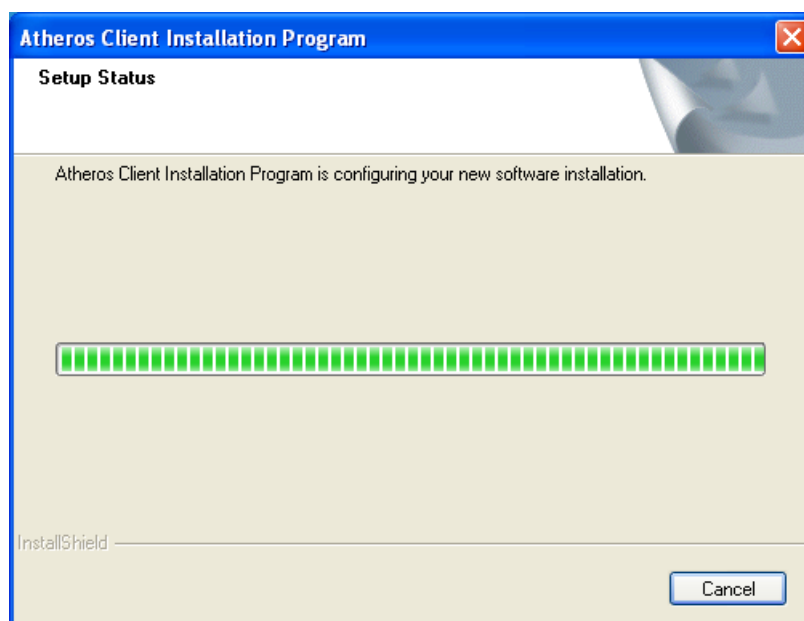 Atheros Client Installation Program
Setup Status
Atheros Client Installation Program is configuring your new software installation.
InstallShield
Cancel